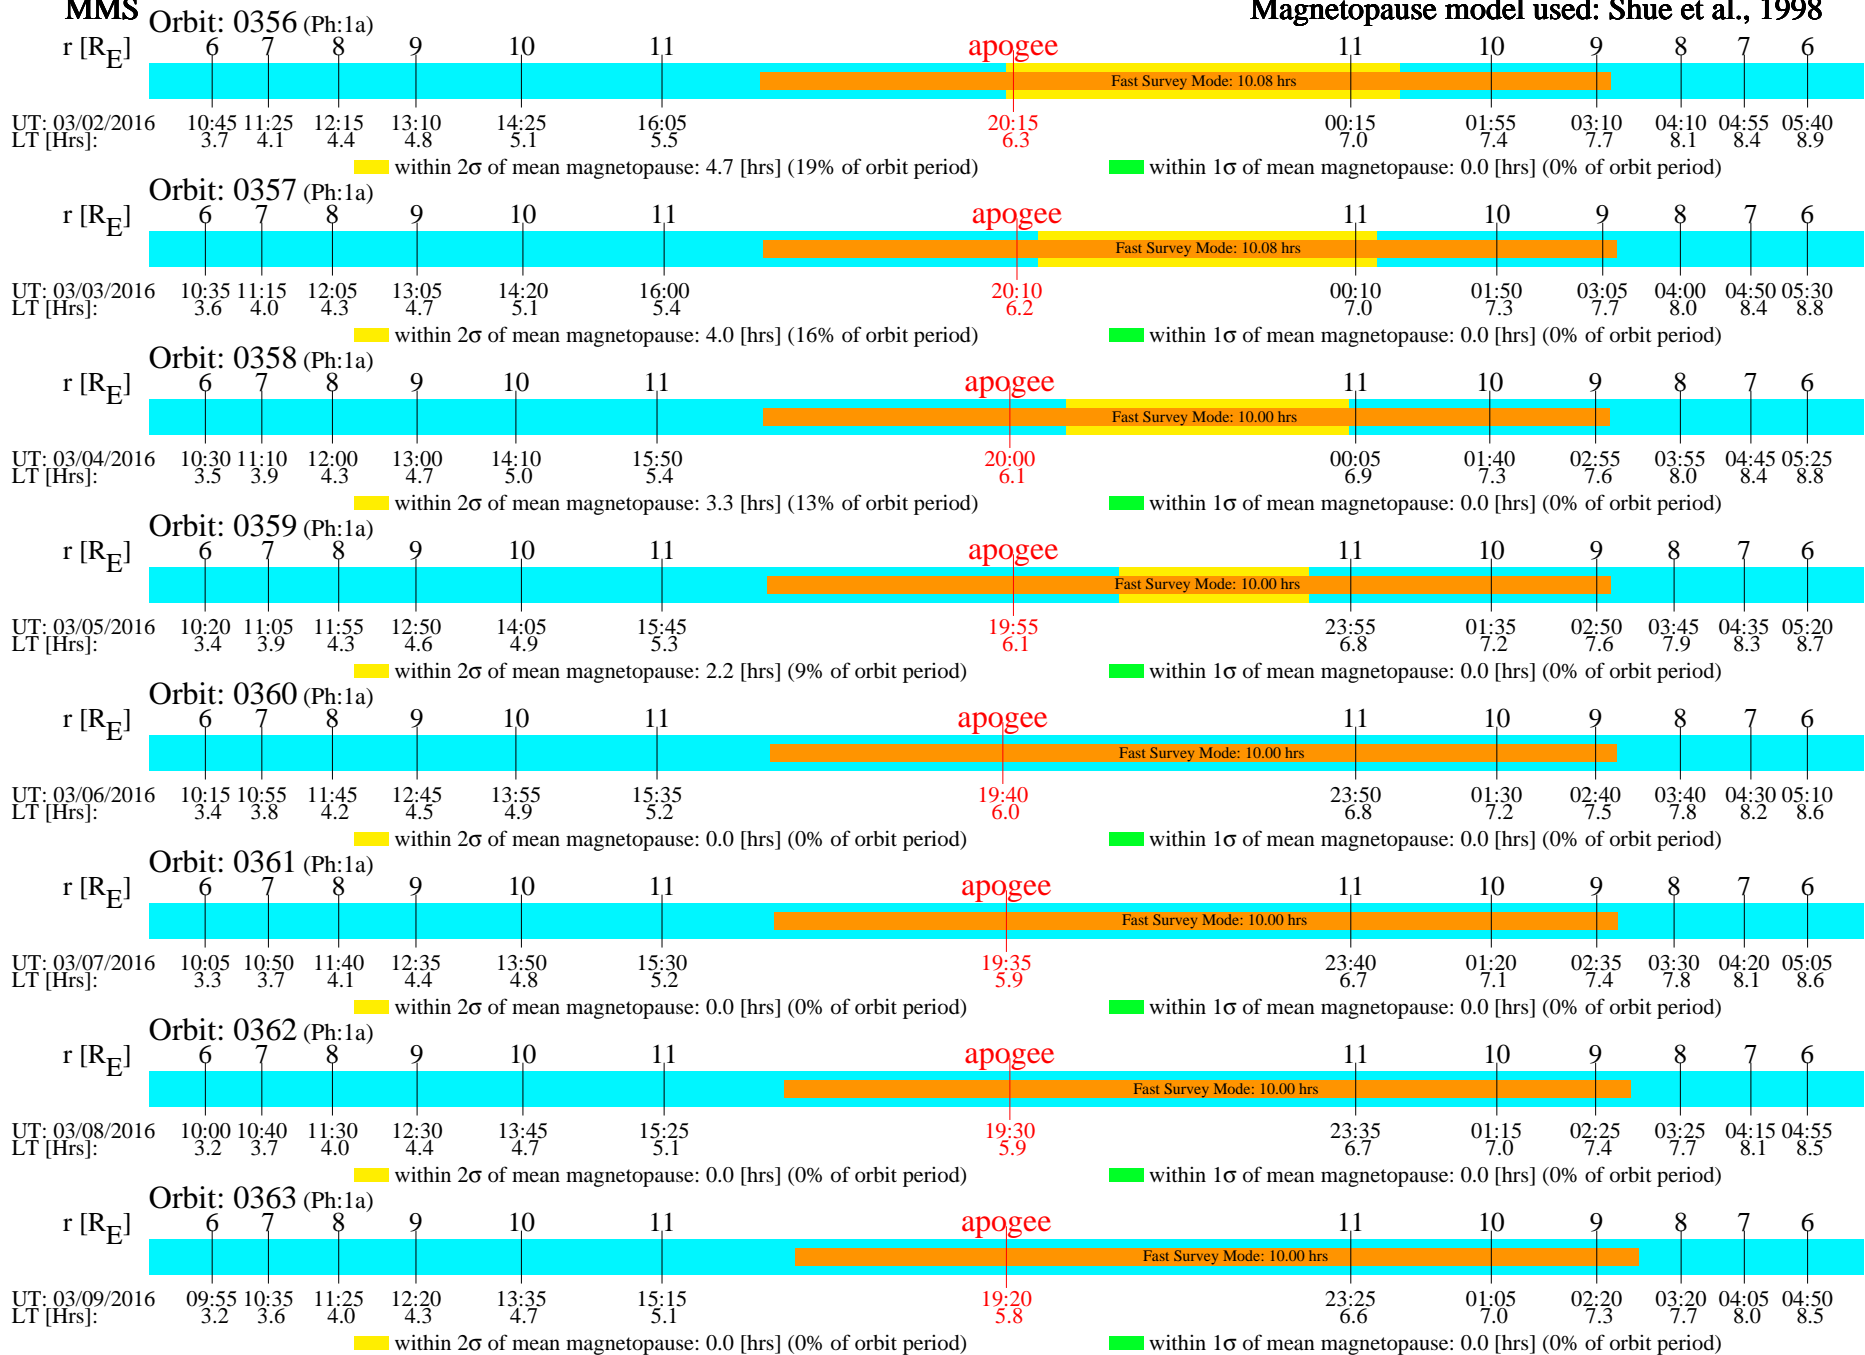 MMS Magnetopause model used: Shue et al., 1998
Orbit: 0356 (Ph:1a)
r [RE] 6 7 8 9 10 11 apogee 11 10 9 8 7 6
Fast Survey Mode: 10.08 hrs
UT: 03/02/2016 10:45 11:25 12:15 13:10 14:25 16:05 20:15 00:15 01:55 03:10 04:10 04:55 05:40
LT [Hrs]: 3.7 4.1 4.4 4.8 5.1 5.5 6.3 7.0 7.4 7.7 8.1 8.4 8.9
within 2σ of mean magnetopause: 4.7 [hrs] (19% of orbit period) within 1σ of mean magnetopause: 0.0 [hrs] (0% of orbit period)
Orbit: 0357 (Ph:1a)
r [RE] 6 7 8 9 10 11 apogee 11 10 9 8 7 6
Fast Survey Mode: 10.08 hrs
UT: 03/03/2016 10:35 11:15 12:05 13:05 14:20 16:00 20:10 00:10 01:50 03:05 04:00 04:50 05:30
LT [Hrs]: 3.6 4.0 4.3 4.7 5.1 5.4 6.2 7.0 7.3 7.7 8.0 8.4 8.8
within 2σ of mean magnetopause: 4.0 [hrs] (16% of orbit period) within 1σ of mean magnetopause: 0.0 [hrs] (0% of orbit period)
Orbit: 0358 (Ph:1a)
r [RE] 6 7 8 9 10 11 apogee 11 10 9 8 7 6
Fast Survey Mode: 10.00 hrs
UT: 03/04/2016 10:30 11:10 12:00 13:00 14:10 15:50 20:00 00:05 01:40 02:55 03:55 04:45 05:25
LT [Hrs]: 3.5 3.9 4.3 4.7 5.0 5.4 6.1 6.9 7.3 7.6 8.0 8.4 8.8
within 2σ of mean magnetopause: 3.3 [hrs] (13% of orbit period) within 1σ of mean magnetopause: 0.0 [hrs] (0% of orbit period)
Orbit: 0359 (Ph:1a)
r [RE] 6 7 8 9 10 11 apogee 11 10 9 8 7 6
Fast Survey Mode: 10.00 hrs
UT: 03/05/2016 10:20 11:05 11:55 12:50 14:05 15:45 19:55 23:55 01:35 02:50 03:45 04:35 05:20
LT [Hrs]: 3.4 3.9 4.3 4.6 4.9 5.3 6.1 6.8 7.2 7.6 7.9 8.3 8.7
within 2σ of mean magnetopause: 2.2 [hrs] (9% of orbit period) within 1σ of mean magnetopause: 0.0 [hrs] (0% of orbit period)
Orbit: 0360 (Ph:1a)
r [RE] 6 7 8 9 10 11 apogee 11 10 9 8 7 6
Fast Survey Mode: 10.00 hrs
UT: 03/06/2016 10:15 10:55 11:45 12:45 13:55 15:35 19:40 23:50 01:30 02:40 03:40 04:30 05:10
LT [Hrs]: 3.4 3.8 4.2 4.5 4.9 5.2 6.0 6.8 7.2 7.5 7.8 8.2 8.6
within 2σ of mean magnetopause: 0.0 [hrs] (0% of orbit period) within 1σ of mean magnetopause: 0.0 [hrs] (0% of orbit period)
Orbit: 0361 (Ph:1a)
r [RE] 6 7 8 9 10 11 apogee 11 10 9 8 7 6
Fast Survey Mode: 10.00 hrs
UT: 03/07/2016 10:05 10:50 11:40 12:35 13:50 15:30 19:35 23:40 01:20 02:35 03:30 04:20 05:05
LT [Hrs]: 3.3 3.7 4.1 4.4 4.8 5.2 5.9 6.7 7.1 7.4 7.8 8.1 8.6
within 2σ of mean magnetopause: 0.0 [hrs] (0% of orbit period) within 1σ of mean magnetopause: 0.0 [hrs] (0% of orbit period)
Orbit: 0362 (Ph:1a)
r [RE] 6 7 8 9 10 11 apogee 11 10 9 8 7 6
Fast Survey Mode: 10.00 hrs
UT: 03/08/2016 10:00 10:40 11:30 12:30 13:45 15:25 19:30 23:35 01:15 02:25 03:25 04:15 04:55
LT [Hrs]: 3.2 3.7 4.0 4.4 4.7 5.1 5.9 6.7 7.0 7.4 7.7 8.1 8.5
within 2σ of mean magnetopause: 0.0 [hrs] (0% of orbit period) within 1σ of mean magnetopause: 0.0 [hrs] (0% of orbit period)
Orbit: 0363 (Ph:1a)
r [RE] 6 7 8 9 10 11 apogee 11 10 9 8 7 6
Fast Survey Mode: 10.00 hrs
UT: 03/09/2016 09:55 10:35 11:25 12:20 13:35 15:15 19:20 23:25 01:05 02:20 03:20 04:05 04:50
LT [Hrs]: 3.2 3.6 4.0 4.3 4.7 5.1 5.8 6.6 7.0 7.3 7.7 8.0 8.5
within 2σ of mean magnetopause: 0.0 [hrs] (0% of orbit period) within 1σ of mean magnetopause: 0.0 [hrs] (0% of orbit period)